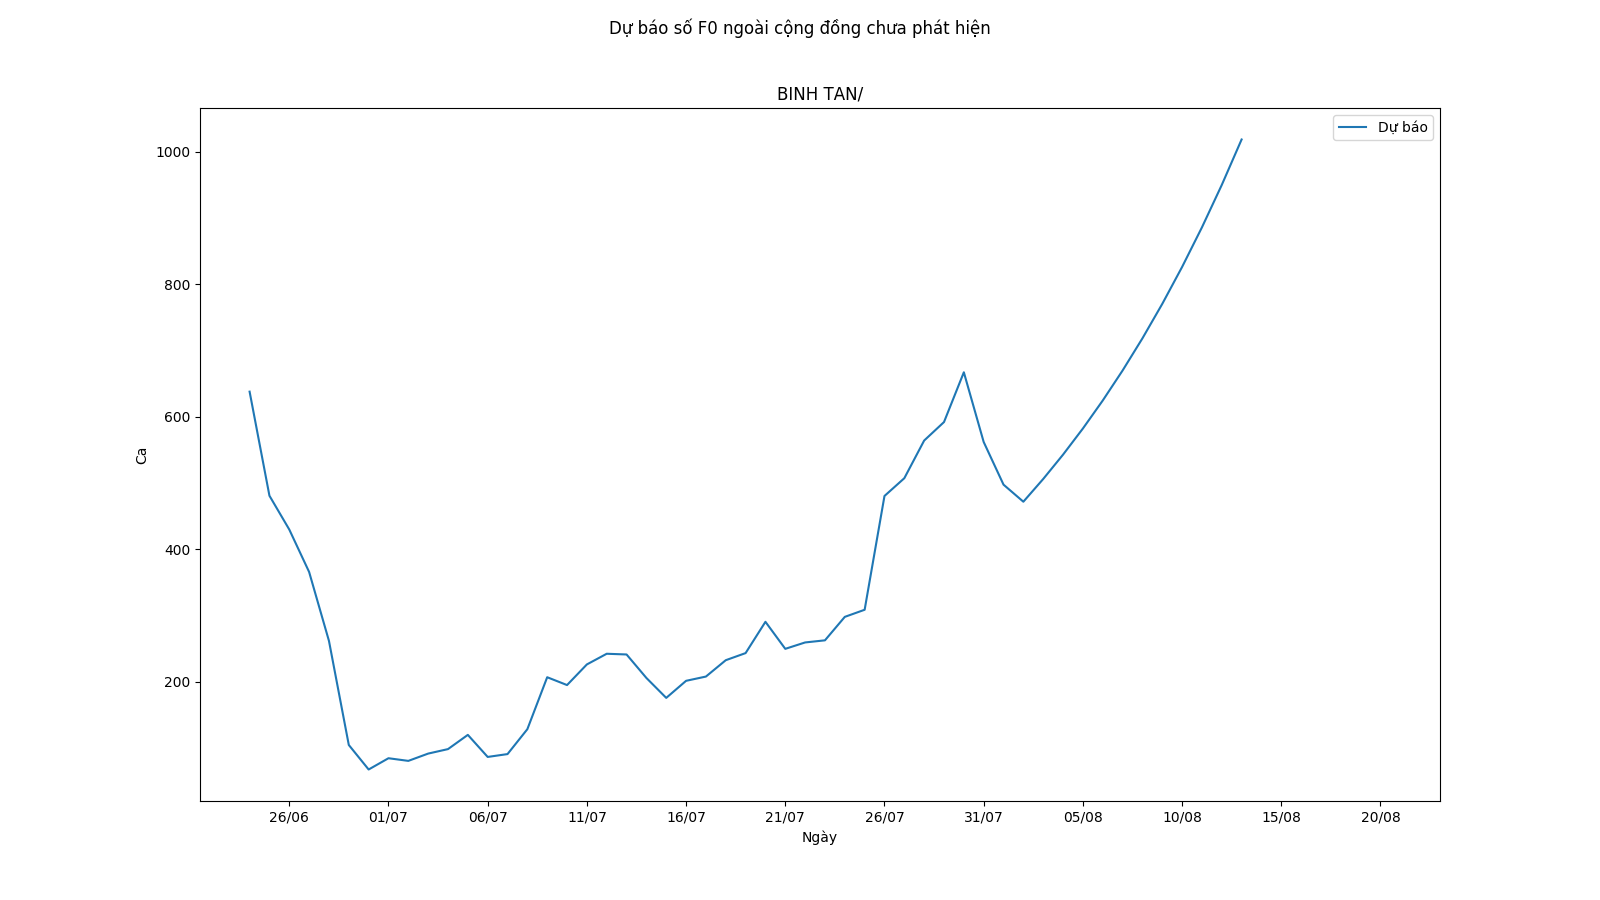 Dự báo số F0 ngoài cộng đồng chưa phát hiện
BINH TAN/
Dự báo
1000
800
600
400
200
Ca
26/06 01/07 06/07 11/07 16/07 21/07 26/07 31/07 05/08 10/08 15/08 20/08
Ngày